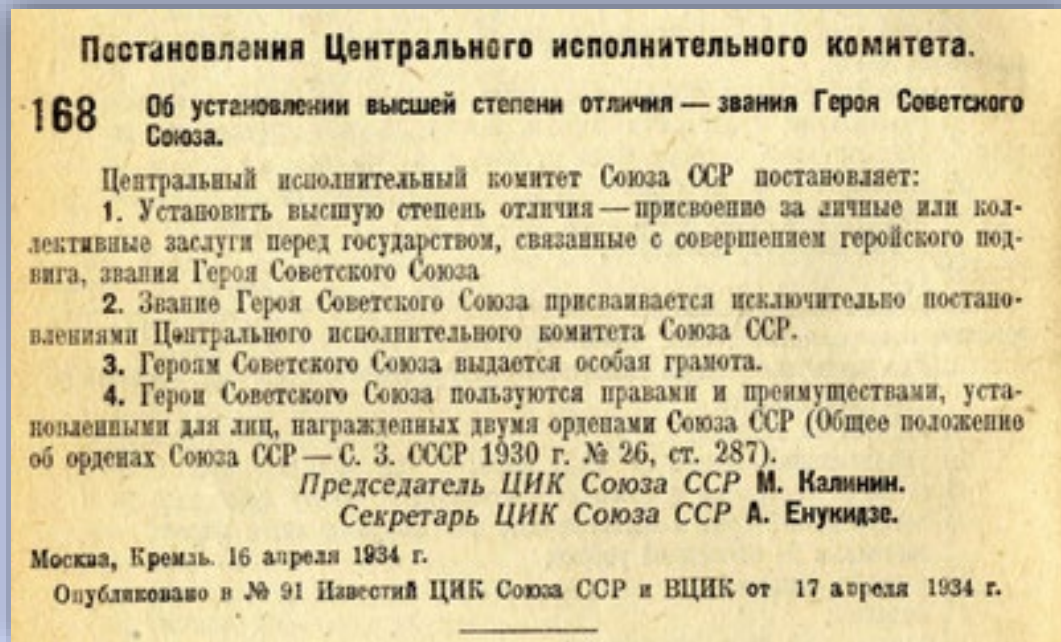 Постановления Центрального исполнительного комитета.
168 Об установлении высшей степени отличия — звания Героя Советского
Союза.
Центральный исполнительный комитет Союза ССР постановляет:
1. Установить высшую степень отличия — присвоение за личные или кол-
лективные заслуги перед государством, связанные с совершением геройского под-
вига, звания Героя Советского Союза
2. Звание Героя Советского Союза присваивается исключительно постано-
влениями Центрального исполнительного комитета Союза ССР.
3. Героям Советского Союза выдается особая грамота.
4. Герои Советского Союза пользуются правами и преимуществами, уста-
новленными для лиц, награжденных двумя орденами Союза ССР (Общее положение
об орденах Союза ССР — С. З. СССР 1930 г. № 26, ст. 287).
Председатель ЦИК Союза ССР М. Калинин.
Секретарь ЦИК Союза ССР А. Енукидзе.
Москва, Кремль. 16 апреля 1934 г.
Опубликовано в № 91 Известий ЦИК Союза ССР и ВЦИК от 17 апреля 1934 г.